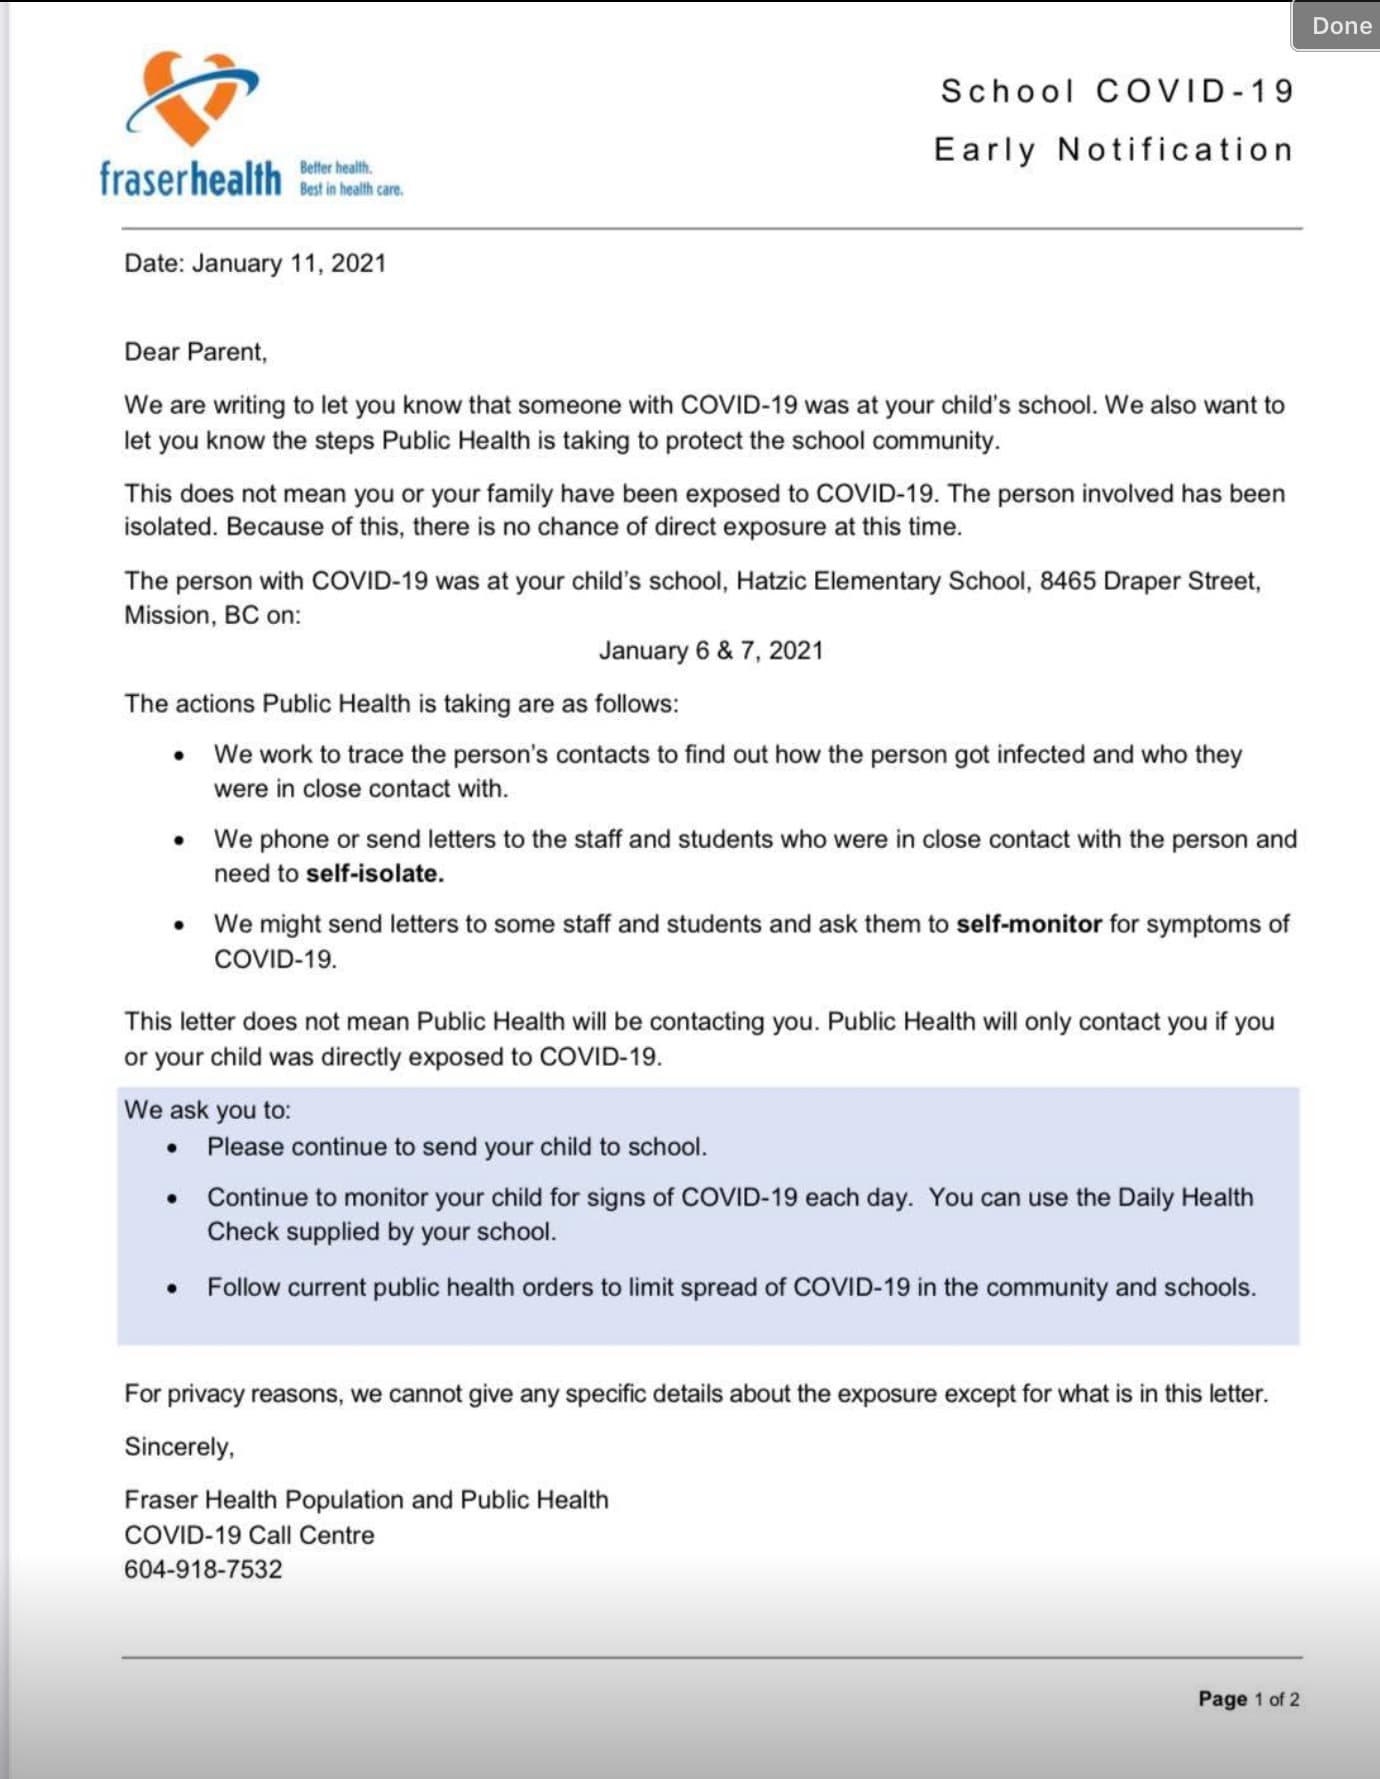 Done
School COVID-19
Early Notification
fraserhealth
Better health.
Best in health care.
Date: January 11, 2021
Dear Parent,
We are writing to let you know that someone with COVID-19 was at your child's school. We also want to
let you know the steps Public Health is taking to protect the school community.
This does not mean you or your family have been exposed to COVID-19. The person involved has been
isolated. Because of this, there is no chance of direct exposure at this time.
The person with COVID-19 was at your child's school, Hatzic Elementary School, 8465 Draper Street,
Mission, BC on:
January 6 & 7, 2021
The actions Public Health is taking are as follows:
• We work to trace the person's contacts to find out how the person got infected and who they
were in close contact with.
• We phone or send letters to the staff and students who were in close contact with the person and
need to self-isolate.
• We might send letters to some staff and students and ask them to self-monitor for symptoms of
COVID-19.
This letter does not mean Public Health will be contacting you. Public Health will only contact you if you
or your child was directly exposed to COVID-19.
We ask you to:
• Please continue to send your child to school.
• Continue to monitor your child for signs of COVID-19 each day. You can use the Daily Health
Check supplied by your school.
• Follow current public health orders to limit spread of COVID-19 in the community and schools.
For privacy reasons, we cannot give any specific details about the exposure except for what is in this letter.
Sincerely,
Fraser Health Population and Public Health
COVID-19 Call Centre
604-918-7532
Page 1 of 2